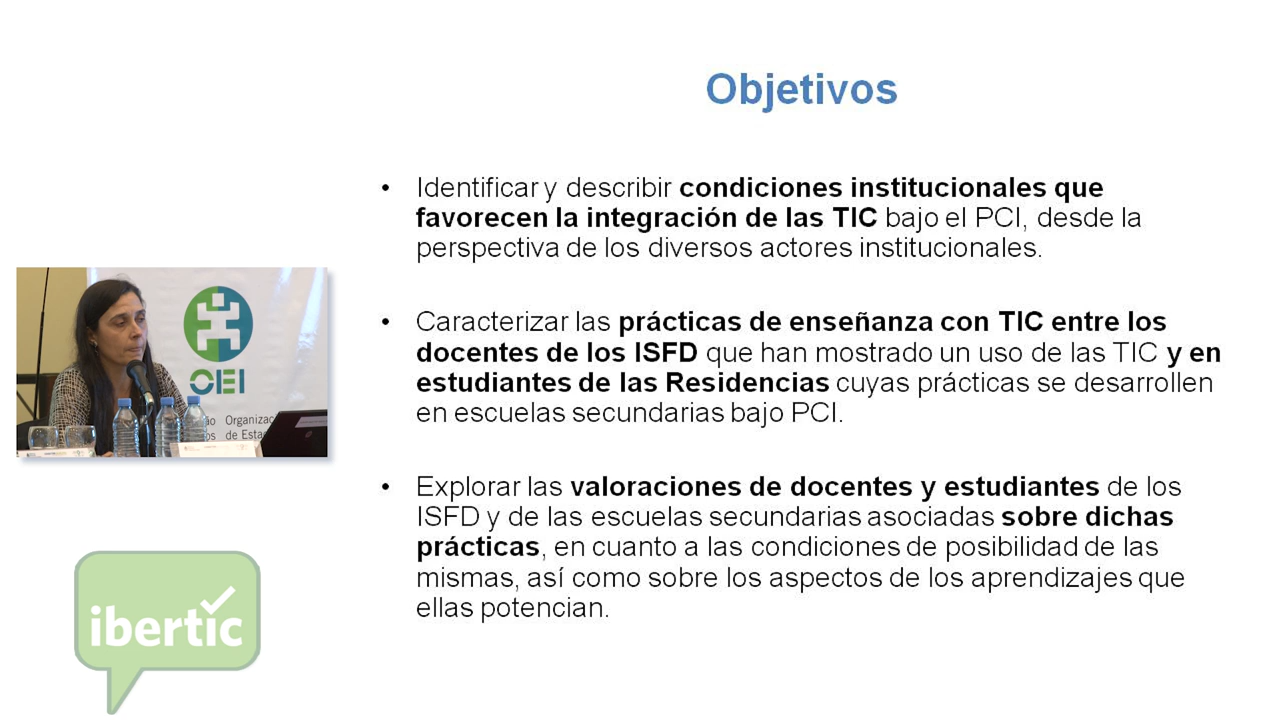 Objetivos
• Identificar y describir condiciones institucionales que
favorecen la integración de las TIC bajo el PCI, desde la
perspectiva de los diversos actores institucionales.
• Caracterizar las prácticas de enseñanza con TIC entre los
docentes de los ISFD que han mostrado un uso de las TIC y en
estudiantes de las Residencias cuyas prácticas se desarrollen
en escuelas secundarias bajo PCI.
• Explorar las valoraciones de docentes y estudiantes de los
ISFD y de las escuelas secundarias asociadas sobre dichas
prácticas, en cuanto a las condiciones de posibilidad de las
mismas, así como sobre los aspectos de los aprendizajes que
ellas potencian.
OEI
Organizac
de Esta
ibertic